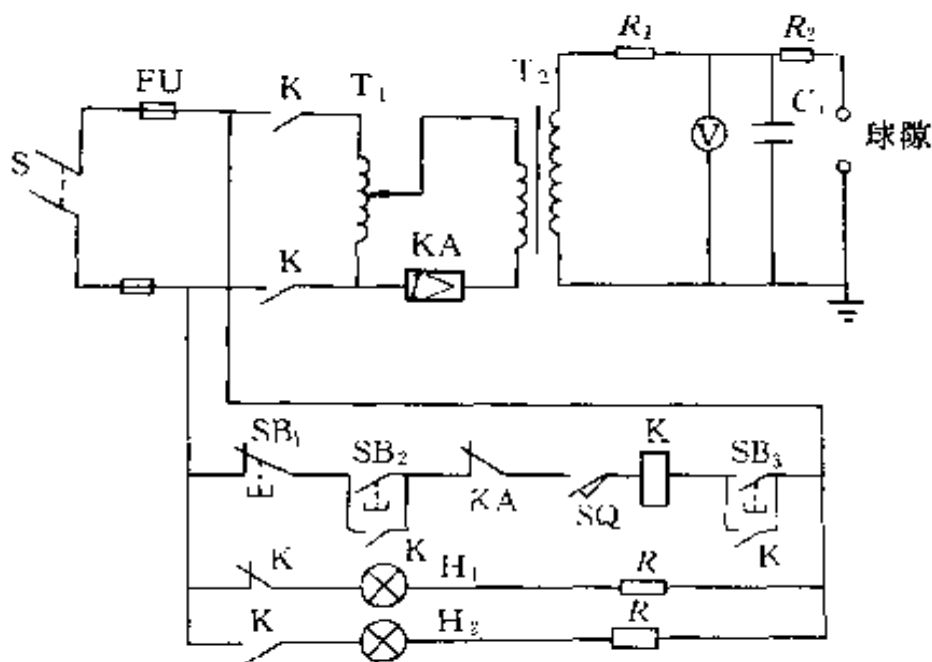 R₁
R₂
FU
K
T₁
T₂
S
V
C₁
球隙
K
KA
SB₁
SB₂
K
SB₃
KA
SQ
K
K
K
H₁
R
K
H₂
R